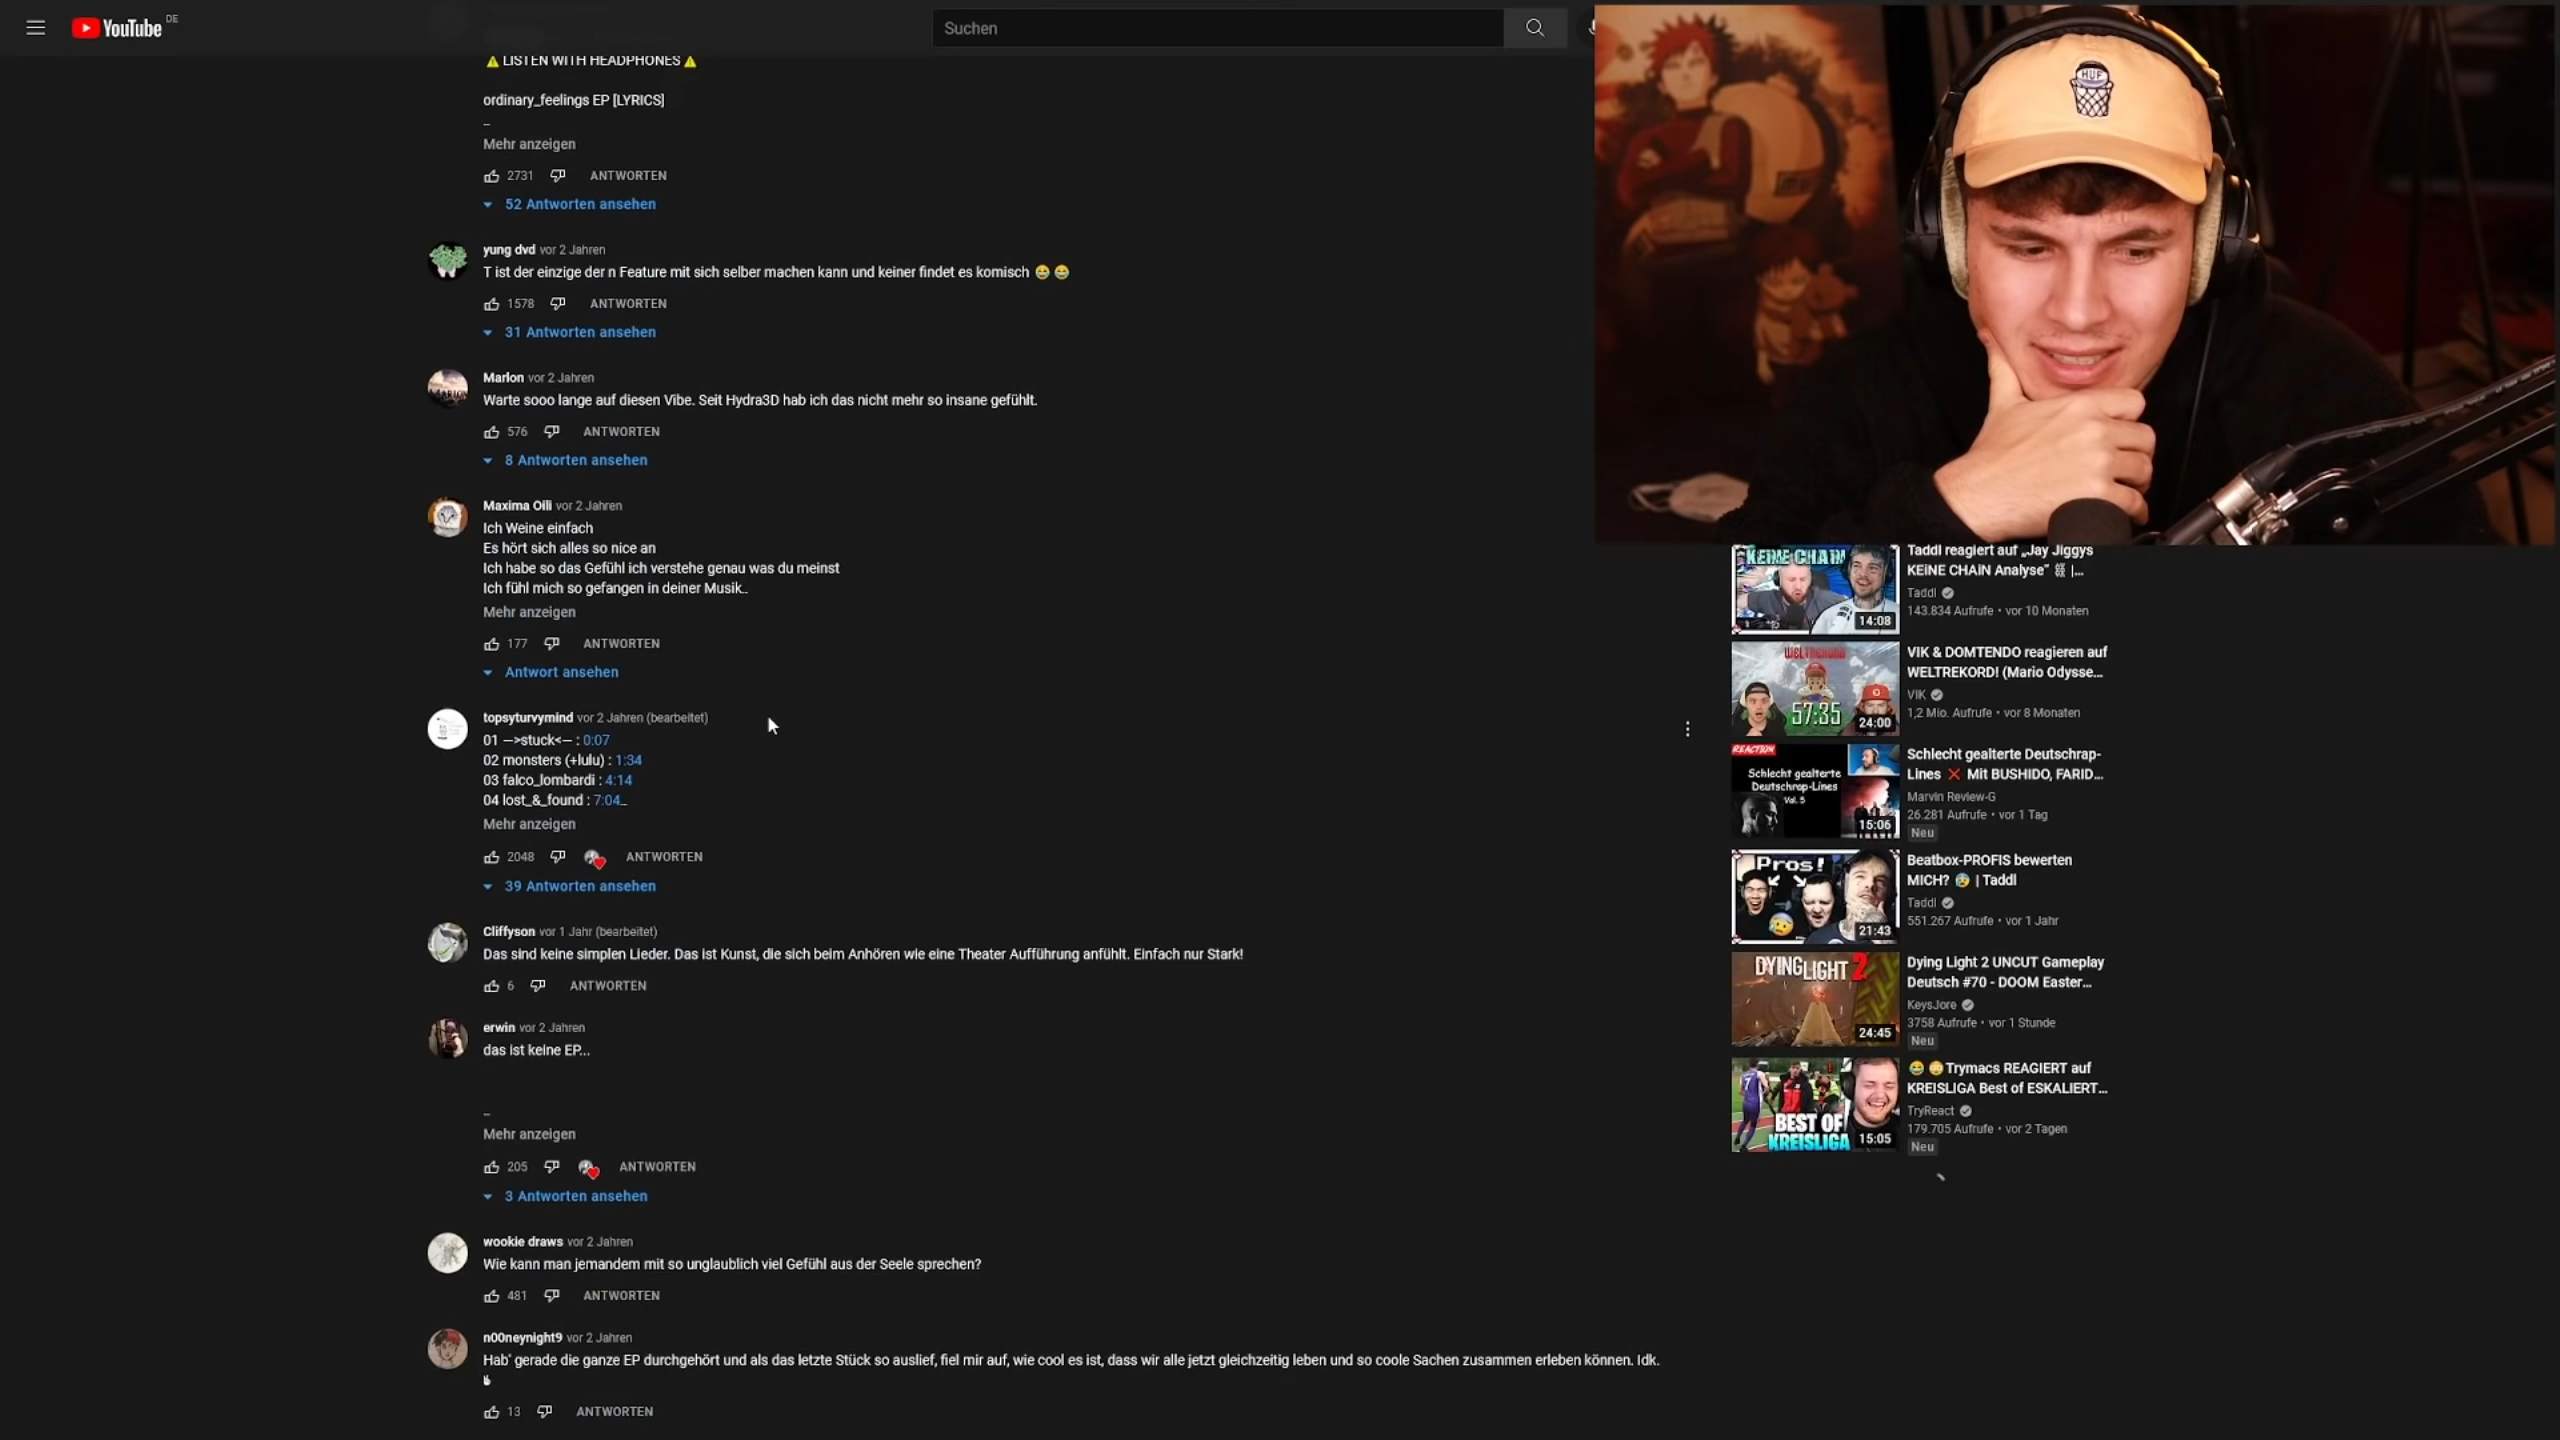 YouTube DE
Suchen
⚠ LISTEN WITH HEADPHONES ⚠
ordinary_feelings EP [LYRICS]
_
Mehr anzeigen
2731 ANTWORTEN
52 Antworten ansehen
yung dvd vor 2 Jahren
T ist der einzige der n Feature mit sich selber machen kann und keiner findet es komisch 😂 😂
1578 ANTWORTEN
31 Antworten ansehen
Marlon vor 2 Jahren
Warte sooo lange auf diesen Vibe. Seit Hydra3D hab ich das nicht mehr so insane gefühlt.
576 ANTWORTEN
8 Antworten ansehen
Maxima Oili vor 2 Jahren
Ich Weine einfach
Es hört sich alles so nice an
Ich habe so das Gefühl ich verstehe genau was du meinst
Ich fühl mich so gefangen in deiner Musik..
Mehr anzeigen
177 ANTWORTEN
Antwort ansehen
topsyturvymind vor 2 Jahren (bearbeitet)
01 —>stuck<— : 0:07
02 monsters (+lulu) : 1:34
03 falco_lombardi : 4:14
04 lost_&_found : 7:04_
Mehr anzeigen
2048 ANTWORTEN
39 Antworten ansehen
Cliffyson vor 1 Jahr (bearbeitet)
Das sind keine simplen Lieder. Das ist Kunst, die sich beim Anhören wie eine Theater Aufführung anfühlt. Einfach nur Stark!
6 ANTWORTEN
erwin vor 2 Jahren
das ist keine EP...
_
Mehr anzeigen
205 ANTWORTEN
3 Antworten ansehen
wookie draws vor 2 Jahren
Wie kann man jemandem mit so unglaublich viel Gefühl aus der Seele sprechen?
481 ANTWORTEN
n00neynight9 vor 2 Jahren
Hab' gerade die ganze EP durchgehört und als das letzte Stück so auslief, fiel mir auf, wie cool es ist, dass wir alle jetzt gleichzeitig leben und so coole Sachen zusammen erleben können. Idk.
13 ANTWORTEN
HUF
KEINE CHAIN
14:08
Taddl reagiert auf „Jay Jiggys
KEiNE CHAiN Analyse“ ⛓ |...
Taddl
143.834 Aufrufe • vor 10 Monaten
WELTREKORD
57:35
24:00
VIK & DOMTENDO reagieren auf
WELTREKORD! (Mario Odysse...
VIK
1,2 Mio. Aufrufe • vor 8 Monaten
REACTION
Schlecht gealterte
Deutschrap-Lines
Vol. 5
15:06
Schlecht gealterte Deutschrap-
Lines ❌ Mit BUSHIDO, FARID...
Marvin Review-G
26.281 Aufrufe • vor 1 Tag
Neu
Pros!
21:43
Beatbox-PROFIS bewerten
MICH? 😰 | Taddl
Taddl
551.267 Aufrufe • vor 1 Jahr
DYING LIGHT 2
24:45
Dying Light 2 UNCUT Gameplay
Deutsch #70 - DOOM Easter...
KeysJore
3758 Aufrufe • vor 1 Stunde
Neu
BEST OF
KREISLIGA
15:05
😂 😳Trymacs REAGIERT auf
KREISLIGA Best of ESKALIERT...
TryReact
179.705 Aufrufe • vor 2 Tagen
Neu